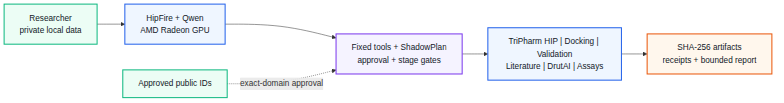 Researcher
private local data
HipFire + Qwen
AMD Radeon GPU
Approved public IDs
exact-domain approval
Fixed tools + ShadowPlan
approval + stage gates
TriPharm HIP | Docking |
Validation
Literature | DrutAI | Assays
SHA-256 artifacts
receipts + bounded report